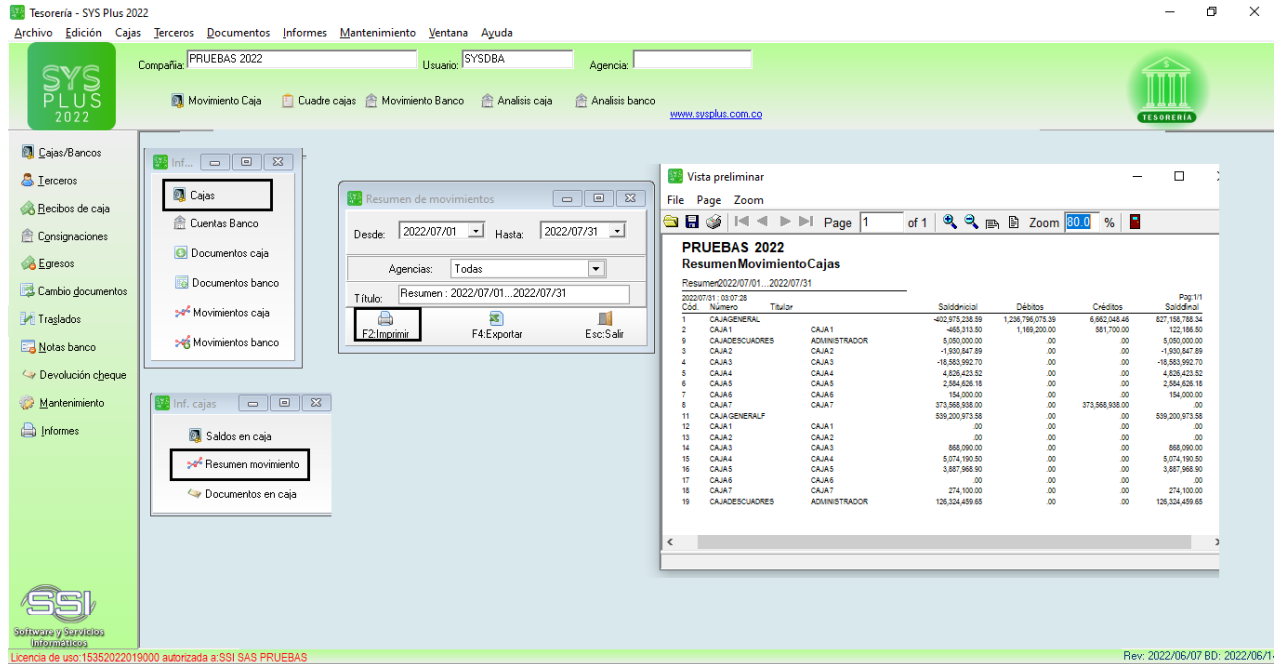 Tesorería - SYS Plus 2022
Archivo Edición Cajas Terceros Documentos Informes Mantenimiento Ventana Ayuda
SYS
PLUS
2022
Compañia: PRUEBAS 2022 Usuario: SYSDBA Agencia:
Movimiento Caja Cuadre cajas Movimiento Banco Analisis caja Analisis banco
www.sysplus.com.co
TESORERÍA
Cajas/Bancos
Terceros
Recibos de caja
Consignaciones
Egresos
Cambio documentos
Traslados
Notas banco
Devolución cheque
Mantenimiento
Informes
Inf...
Cajas
Cuentas Banco
Documentos caja
Documentos banco
Movimientos caja
Movimientos banco
Inf. cajas
Saldos en caja
Resumen movimiento
Documentos en caja
Resumen de movimientos
Desde: 2022/07/01 Hasta: 2022/07/31
Agencias: Todas
Título: Resumen : 2022/07/01...2022/07/31
F2:Imprimir F4:Exportar Esc:Salir
Vista preliminar
File Page Zoom
Page 1 of 1 Zoom 80.0 %
PRUEBAS 2022
ResumenMovimientoCajas
Resumen2022/07/01...2022/07/31
2022/07/31 : 03:07:28 Pag:1/1
Cód. Número Titular SaldoInicial Débitos Créditos Saldofinal
1 CAJAGENERAL -402,975,238.59 1,236,796,075.39 6,662,048.46 827,158,788.34
2 CAJA1 CAJA1 -465,313.50 1,169,200.00 581,700.00 122,186.50
9 CAJADESCUADRES ADMINISTRADOR 5,050,000.00 .00 .00 5,050,000.00
3 CAJA2 CAJA2 -1,930,847.89 .00 .00 -1,930,847.89
4 CAJA3 CAJA3 -18,583,992.70 .00 .00 -18,583,992.70
5 CAJA4 CAJA4 4,826,423.52 .00 .00 4,826,423.52
6 CAJA5 CAJA5 2,584,626.18 .00 .00 2,584,626.18
7 CAJA6 CAJA6 154,000.00 .00 .00 154,000.00
8 CAJA7 CAJA7 373,568,938.00 .00 373,568,938.00 .00
11 CAJAGENERALF 539,200,973.58 .00 .00 539,200,973.58
12 CAJA1 CAJA1 .00 .00 .00 .00
13 CAJA2 CAJA2 .00 .00 .00 .00
14 CAJA3 CAJA3 868,090.00 .00 .00 868,090.00
15 CAJA4 CAJA4 5,074,190.50 .00 .00 5,074,190.50
16 CAJA5 CAJA5 3,887,968.90 .00 .00 3,887,968.90
17 CAJA6 CAJA6 .00 .00 .00 .00
18 CAJA7 CAJA7 274,100.00 .00 .00 274,100.00
19 CAJADESCUADRES ADMINISTRADOR 126,324,459.65 .00 .00 126,324,459.65
SSI
Software y Servicios
Informáticos
Licencia de uso:15352022019000 autorizada a:SSI SAS PRUEBAS
Rev: 2022/06/07 BD: 2022/06/1